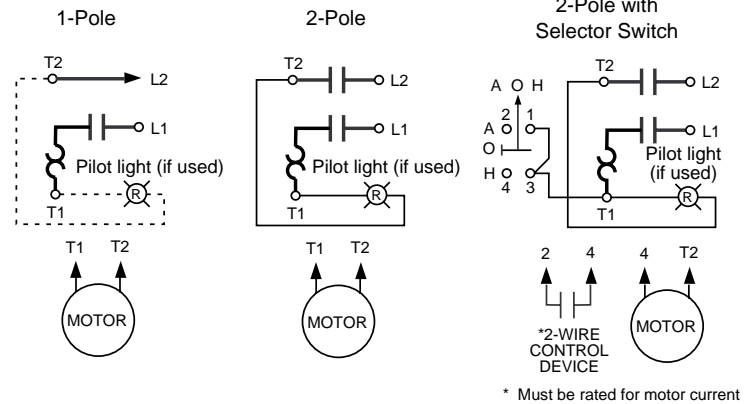 1-Pole
T2
L2
L1
Pilot light (if used)
R
T1
T1 T2
MOTOR
2-Pole
T2
L2
L1
Pilot light (if used)
R
T1
T1 T2
MOTOR
2-Pole with
Selector Switch
T2
L2
A O H
2 1
A
O
H
4 3
L1
Pilot light
(if used)
R
T1
2 4
*2-WIRE
CONTROL
DEVICE
4 T2
MOTOR
* Must be rated for motor current